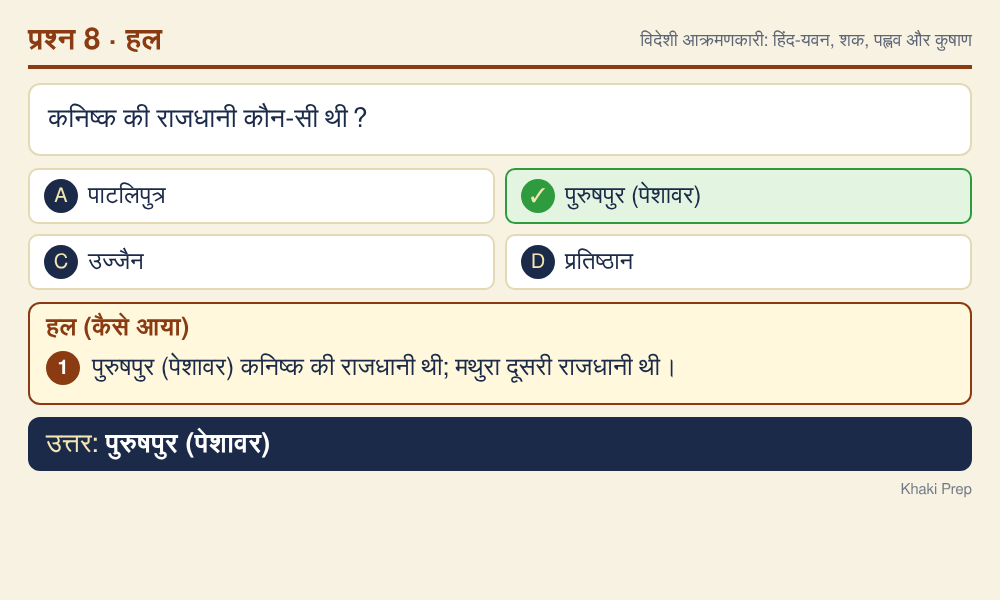 प्रश्न 8 · हल
विदेशी आक्रमणकारी: हिंद-यवन, शक, पह्लव और कुषाण
कनिष्क की राजधानी कौन-सी थी ?
A पाटलिपुत्र
✓ पुरुषपुर (पेशावर)
C उज्जैन
D प्रतिष्ठान
हल (कैसे आया)
1 पुरुषपुर (पेशावर) कनिष्क की राजधानी थी; मथुरा दूसरी राजधानी थी।
उत्तर: पुरुषपुर (पेशावर)
Khaki Prep